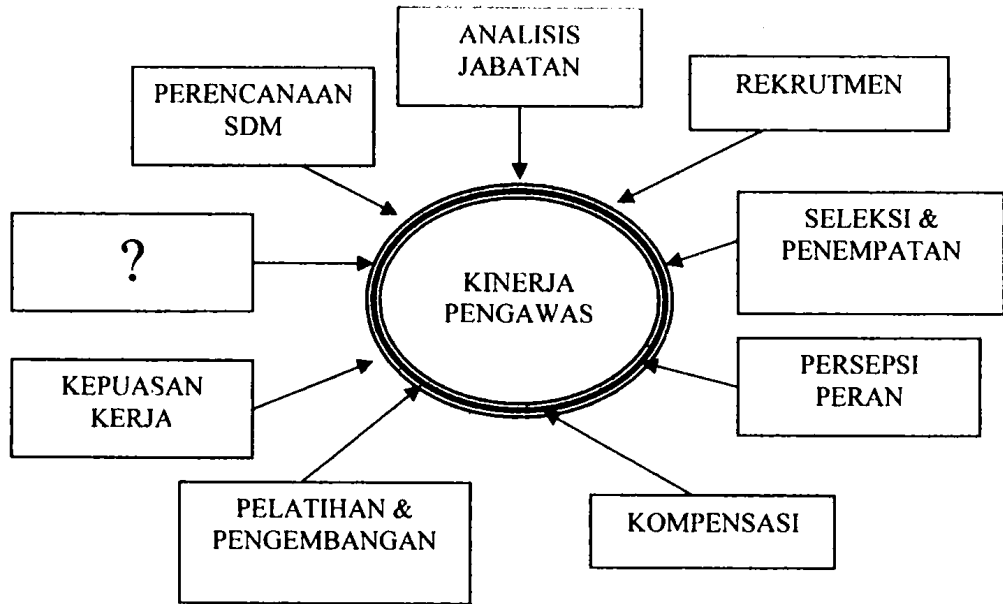 ANALISIS
JABATAN
REKRUTMEN
PERENCANAAN
SDM
SELEKSI &
PENEMPATAN
?
KINERJA
PENGAWAS
KEPUASAN
KERJA
PERSEPSI
PERAN
PELATIHAN &
PENGEMBANGAN
KOMPENSASI